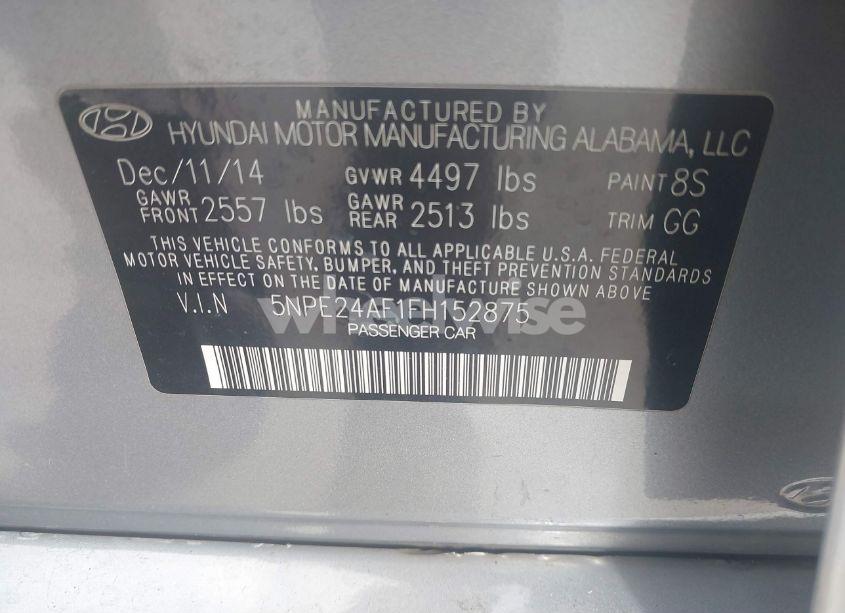 MANUFACTURED BY
HYUNDAI MOTOR MANUFACTURING ALABAMA, LLC
Dec/11/14 GVWR 4497 lbs PAINT 8S
GAWR FRONT 2557 lbs GAWR REAR 2513 lbs TRIM GG
THIS VEHICLE CONFORMS TO ALL APPLICABLE U.S.A. FEDERAL
MOTOR VEHICLE SAFETY, BUMPER, AND THEFT PREVENTION STANDARDS
IN EFFECT ON THE DATE OF MANUFACTURE SHOWN ABOVE.
V.I.N 5NPE24AF1FH152875
PASSENGER CAR
wheelwise